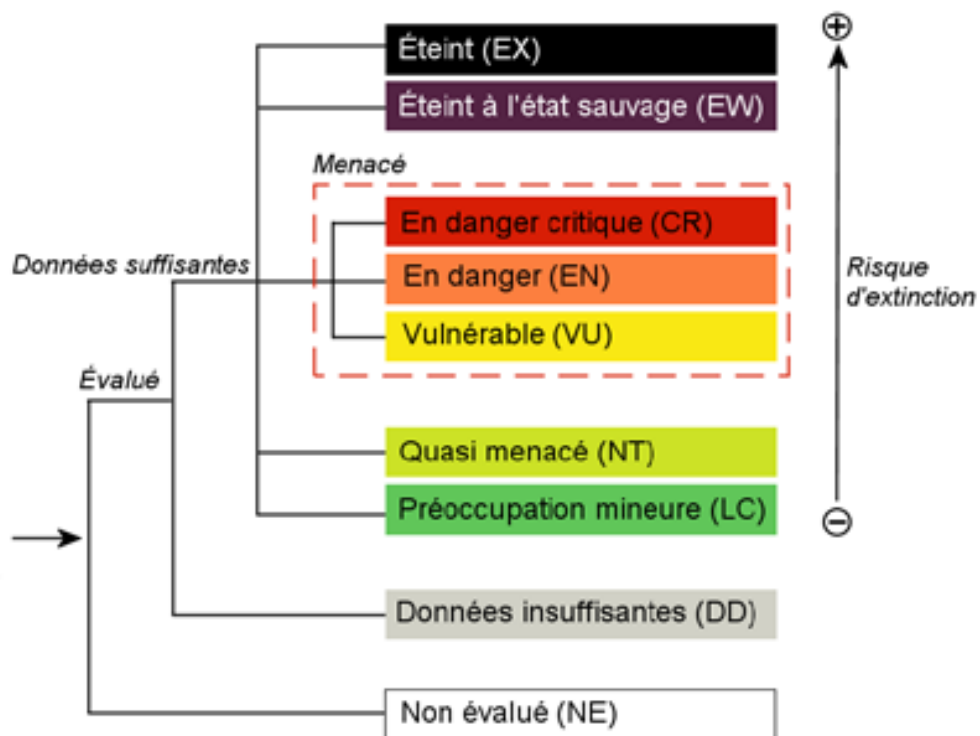 Éteint (EX)
Éteint à l'état sauvage (EW)
Menacé
En danger critique (CR)
Données suffisantes
En danger (EN)
Risque
d'extinction
Vulnérable (VU)
Évalué
Quasi menacé (NT)
Préoccupation mineure (LC)
Données insuffisantes (DD)
Non évalué (NE)